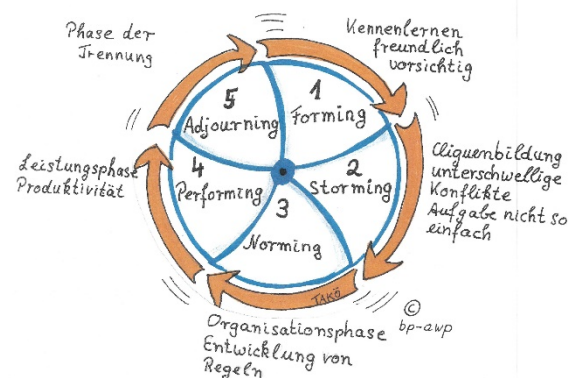 Phase der
Trennung
Kennenlernen
freundlich
vorsichtig
5
Adjourning
1
Forming
Leistungsphase
Produktivität
4
Performing
2
Storming
Cliquenbildung
unterschwellige
Konflikte
Aufgabe nicht so
einfach
3
Norming
TAKÖ
©
bp-awp
Organisationsphase
Entwicklung von
Regeln